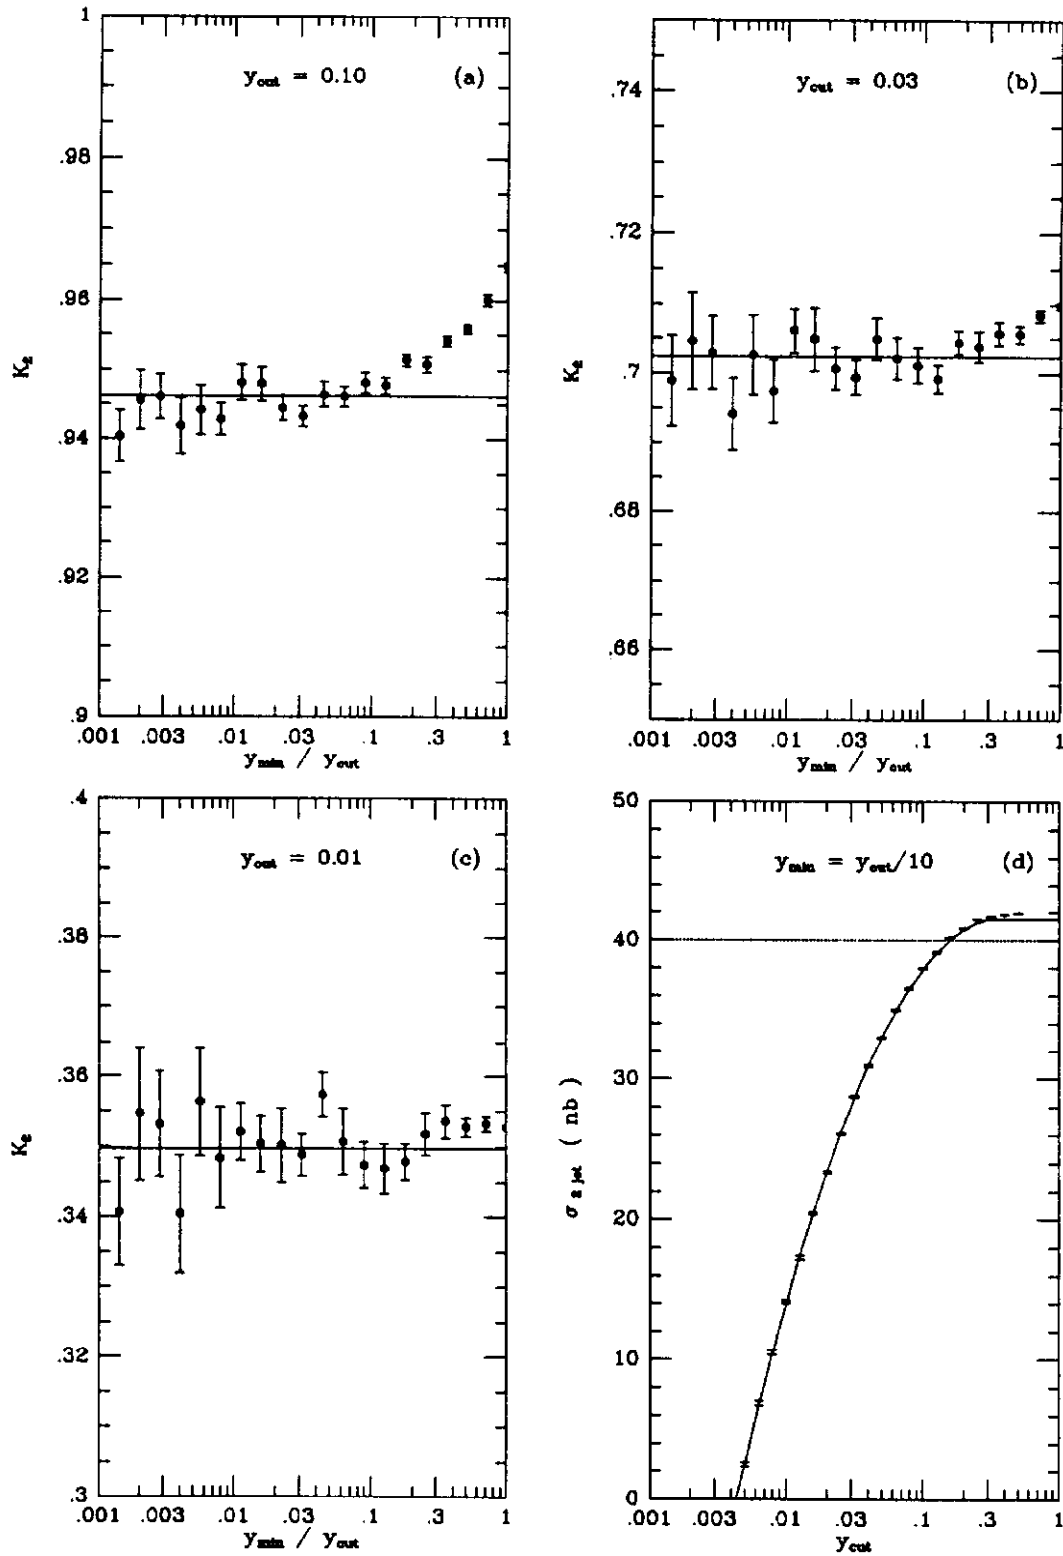 1
.98
.96
.94
.92
.9
K₂
y_cut = 0.10
(a)
.001 .003 .01 .03 .1 .3 1
y_min / y_cut
.74
.72
.7
.68
.66
K₂
y_cut = 0.03
(b)
.001 .003 .01 .03 .1 .3 1
y_min / y_cut
.4
.38
.36
.34
.32
.3
K₂
y_cut = 0.01
(c)
.001 .003 .01 .03 .1 .3 1
y_min / y_cut
50
40
30
20
10
0
σ_2 jet ( nb )
y_min = y_cut/10
(d)
.001 .003 .01 .03 .1 .3 1
y_cut